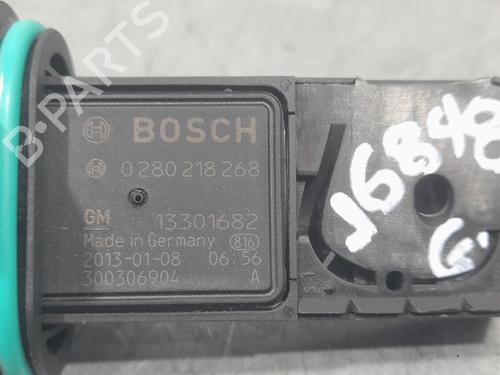 BOSCH
0 280 218 268
GM 13301682
Made in Germany 816
2013-01-08 06:56
300306904 A
J6848
G.
B-PARTS